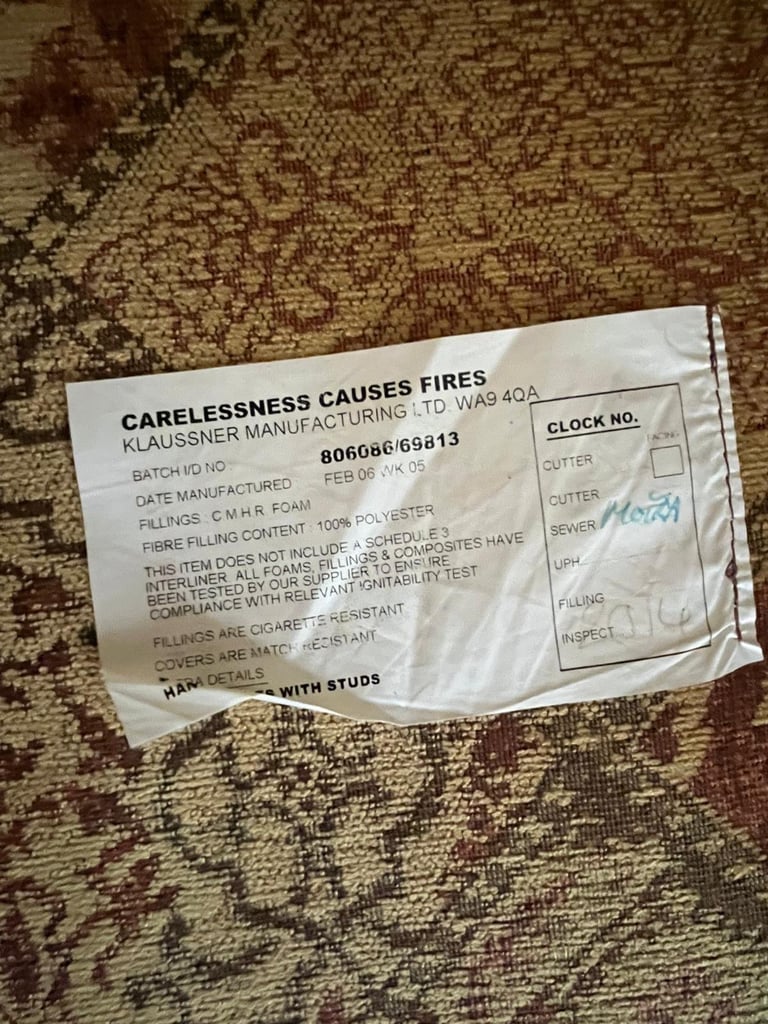 CARELESSNESS CAUSES FIRES
KLAUSSNER MANUFACTURING LTD. WA9 4QA
BATCH I/D NO : 806086/69813
DATE MANUFACTURED FEB 06 WK 05
FILLINGS : C M H R FOAM
FIBRE FILLING CONTENT : 100% POLYESTER
THIS ITEM DOES NOT INCLUDE A SCHEDULE 3
INTERLINER ALL FOAMS, FILLINGS & COMPOSITES HAVE
BEEN TESTED BY OUR SUPPLIER TO ENSURE
COMPLIANCE WITH RELEVANT IGNITABILITY TEST
FILLINGS ARE CIGARETTE RESISTANT
COVERS ARE MATCH RESISTANT
DETAILS
WITH STUDS
CLOCK NO.
FACING
CUTTER
CUTTER
SEWER
UPH
FILLING
INSPECT